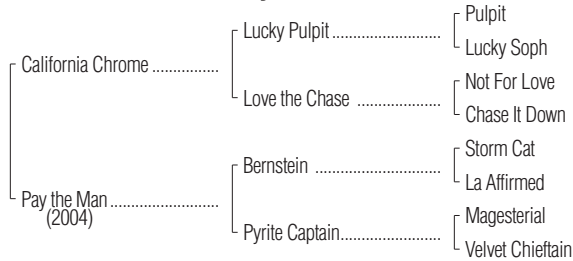 Pulpit
Lucky Pulpit
Lucky Soph
California Chrome
Not For Love
Love the Chase
Chase It Down
Storm Cat
Bernstein
La Affirmed
Pay the Man
(2004)
Magesterial
Pyrite Captain
Velvet Chieftain